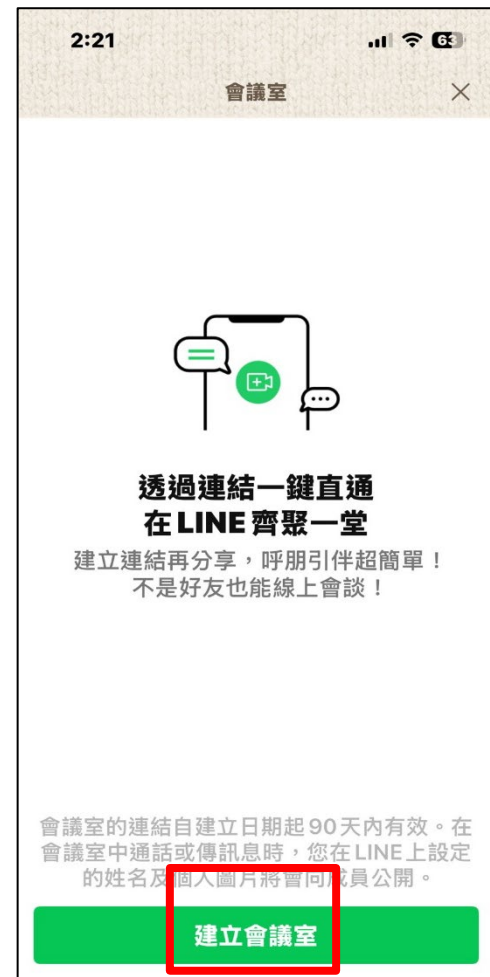 2:21
63
會議室
透過連結一鍵直通
在 LINE 齊聚一堂
建立連結再分享,呼朋引伴超簡單!
不是好友也能線上會談!
會議室的連結自建立日期起90天內有效。在
會議室中通話或傳訊息時,您在LINE上設定
的姓名及個人圖片將會向成員公開。
建立會議室